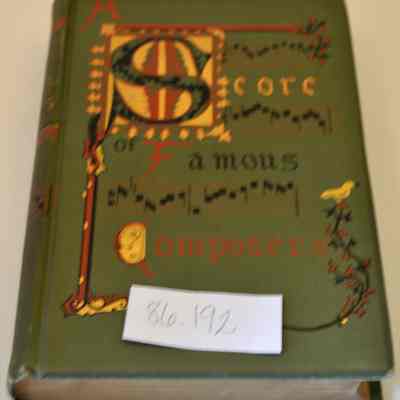 A
Score
of Famous
Composers
86.192